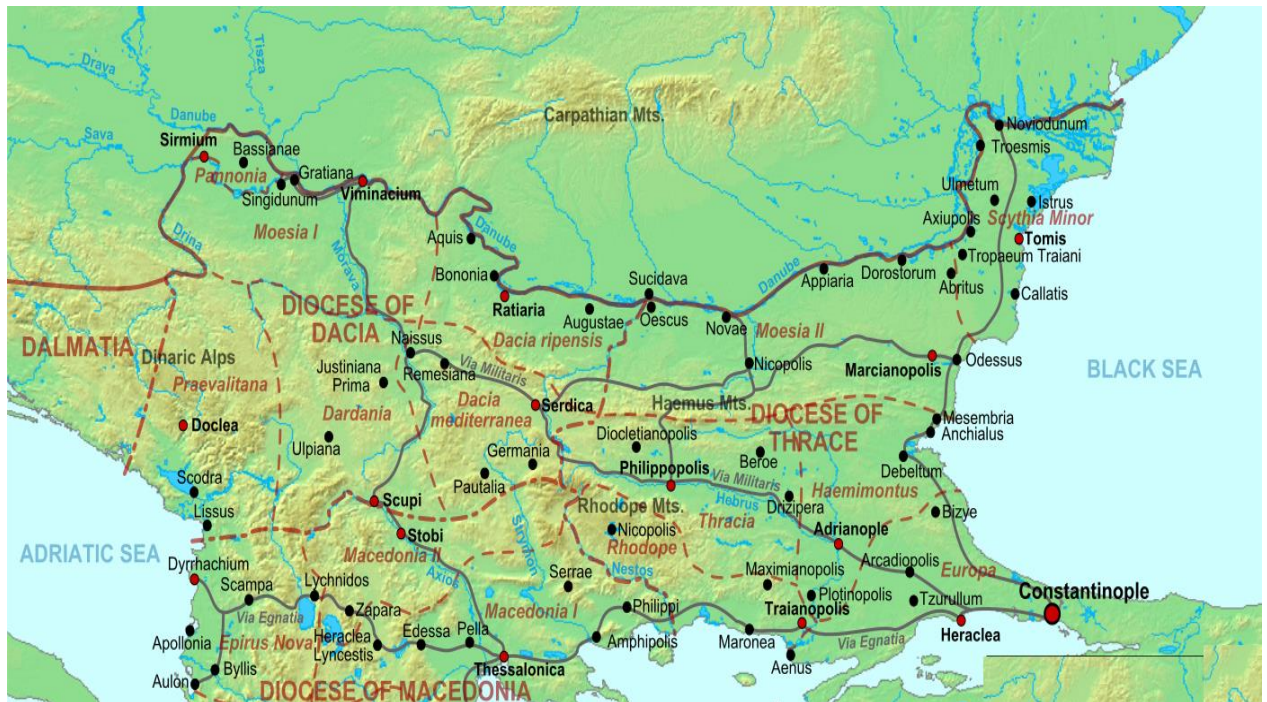 Drava
Tisza
Danube
Sava
Sirmium
Bassianae
Pannonia
Gratiana
Singidunum
Viminacium
Moesia I
Drina
Morava
Carpathian Mts.
Noviodunum
Troesmis
Ulmetum
Istrus
Axiupolis
Scythia Minor
Tomis
Tropaeum Traiani
Aquis
Danube
Bononia
Ratiaria
Sucidava
Augustae
Oescus
Novae
Danube
Appiaria
Dorostorum
Abritus
Callatis
DIOCESE OF
DACIA
DALMATIA
Dinaric Alps
Praevalitana
Doclea
Naissus
Remesiana
Justiniana
Prima
Dardania
Ulpiana
Dacia ripensis
Via Militaris
Dacia
mediterranea
Serdica
Moesia II
Nicopolis
Marcianopolis
Odessus
BLACK SEA
Haemus Mts.
DIOCESE OF
THRACE
Mesembria
Anchialus
Debeltum
Diocletianopolis
Germania
Pautalia
Philippopolis
Beroe
Via Militaris
Haemimontus
Hebrus
Drizipera
Bizye
Scodra
Lissus
Scupi
Stobi
Rhodope Mts.
Nicopolis
Thracia
Rhodope
Adrianople
Arcadiopolis
Europa
ADRIATIC SEA
Dyrrhachium
Scampa
Lychnidos
Macedonia II
Axios
Strymon
Serrae
Nestos
Maximianopolis
Plotinopolis
Tzurullum
Constantinople
Zapara
Macedonia I
Philippi
Traianopolis
Via Egnatia
Apollonia
Epirus Nova
Heraclea
Lyncestis
Edessa
Pella
Amphipolis
Maronea
Via Egnatia
Heraclea
Byllis
Aulon
Thessalonica
Aenus
DIOCESE OF MACEDONIA